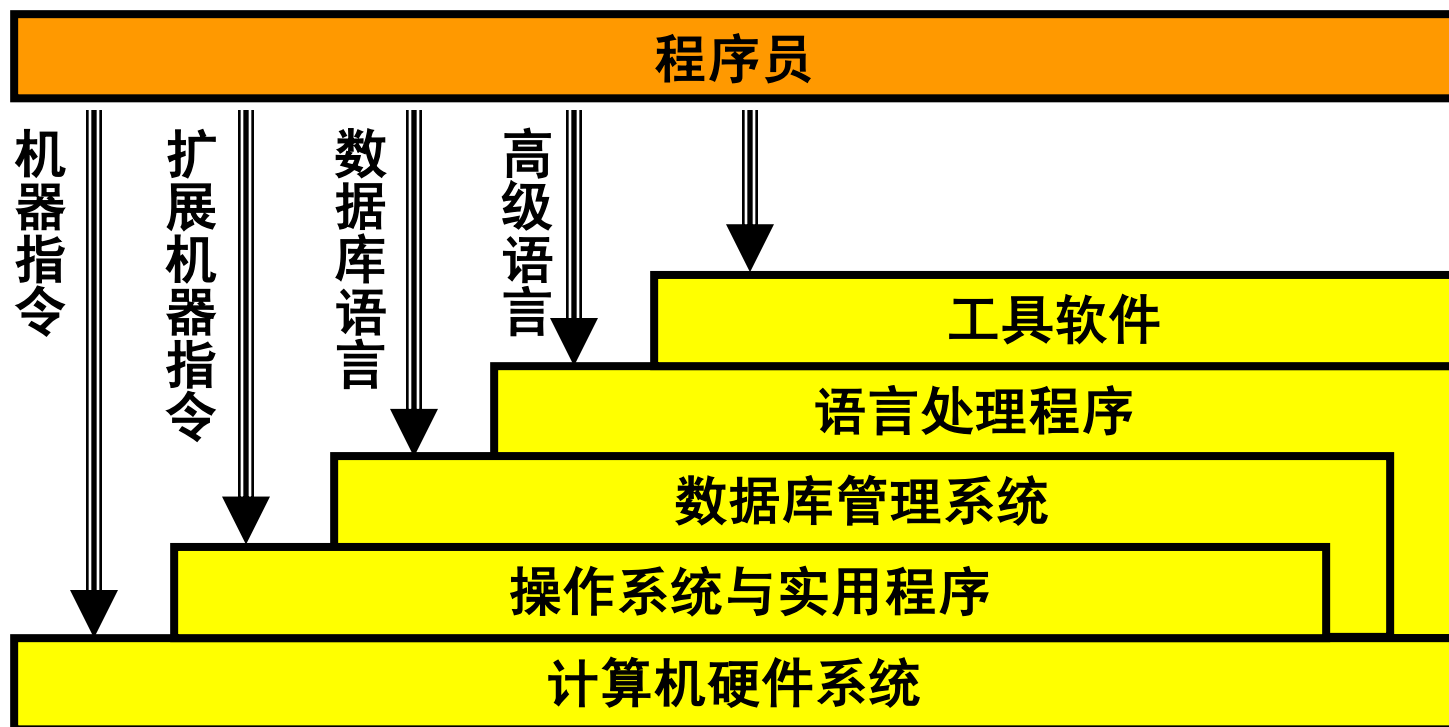 程序员
机器指令
扩展机器指令
数据库语言
高级语言
工具软件
语言处理程序
数据库管理系统
操作系统与实用程序
计算机硬件系统